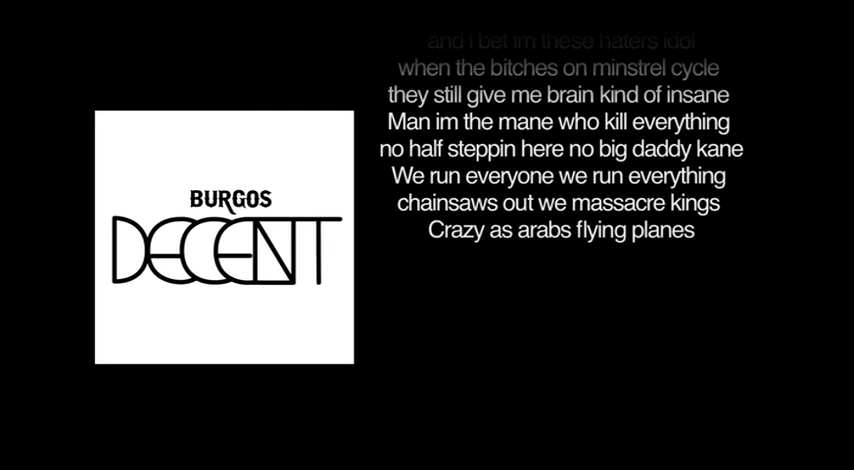 BURGOS
DECENT
and i bet im these haters idol
when the bitches on minstrel cycle
they still give me brain kind of insane
Man im the mane who kill everything
no half steppin here no big daddy kane
We run everyone we run everything
chainsaws out we massacre kings
Crazy as arabs flying planes